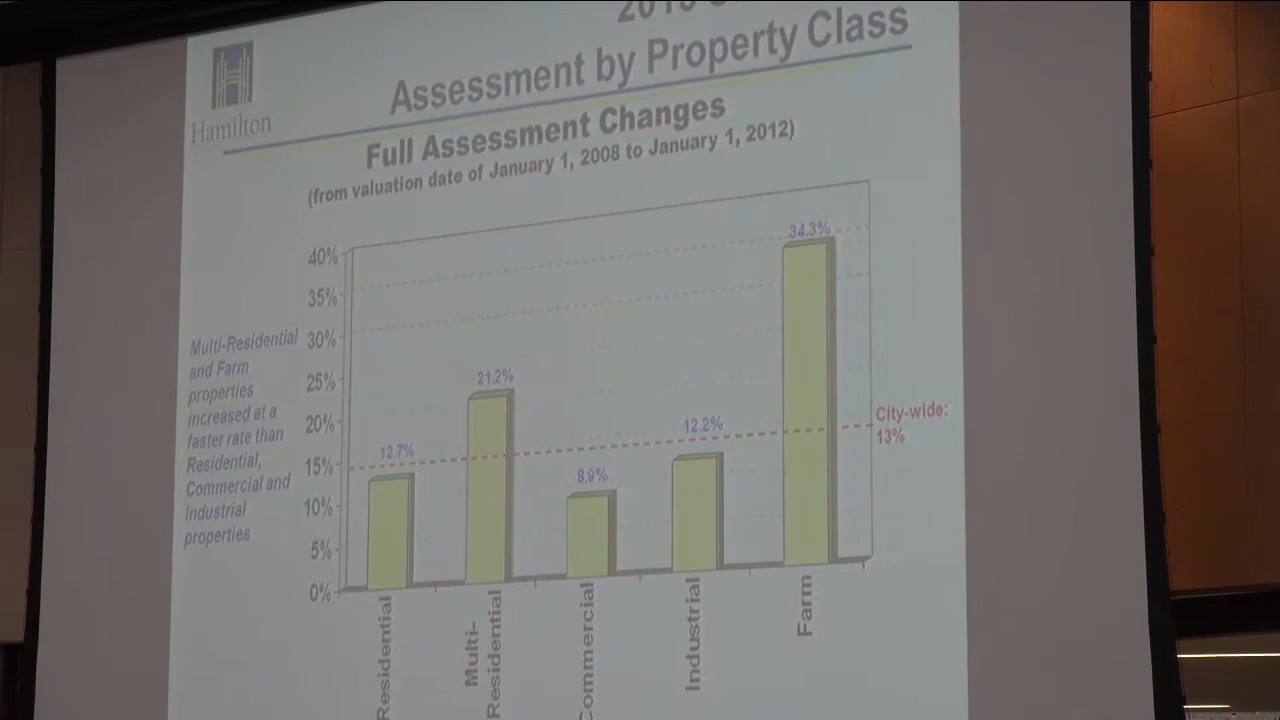 Hamilton
Assessment by Property Class
Full Assessment Changes
(from valuation date of January 1, 2008 to January 1, 2012)
Multi-Residential
and Farm
properties
increased at a
faster rate than
Residential,
Commercial and
Industrial
properties
40%
35%
30%
25%
20%
15%
10%
5%
0%
12.7%
21.2%
8.9%
12.2%
34.3%
City-wide:
13%
Residential
Multi-
Residential
Commercial
Industrial
Farm